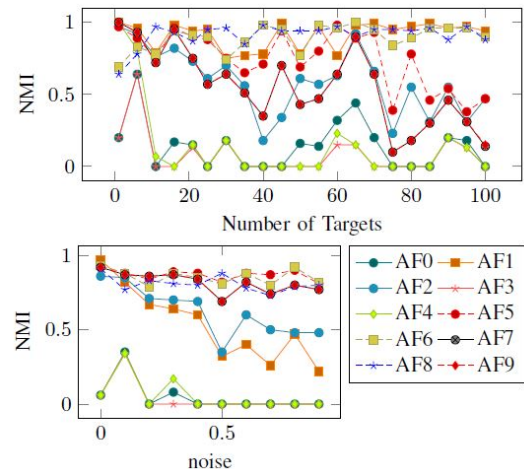 1
NMI
0.5
0
0 20 40 60 80 100
Number of Targets
1
NMI
0.5
0
0 0.5
noise
AF0 AF1
AF2 AF3
AF4 AF5
AF6 AF7
AF8 AF9